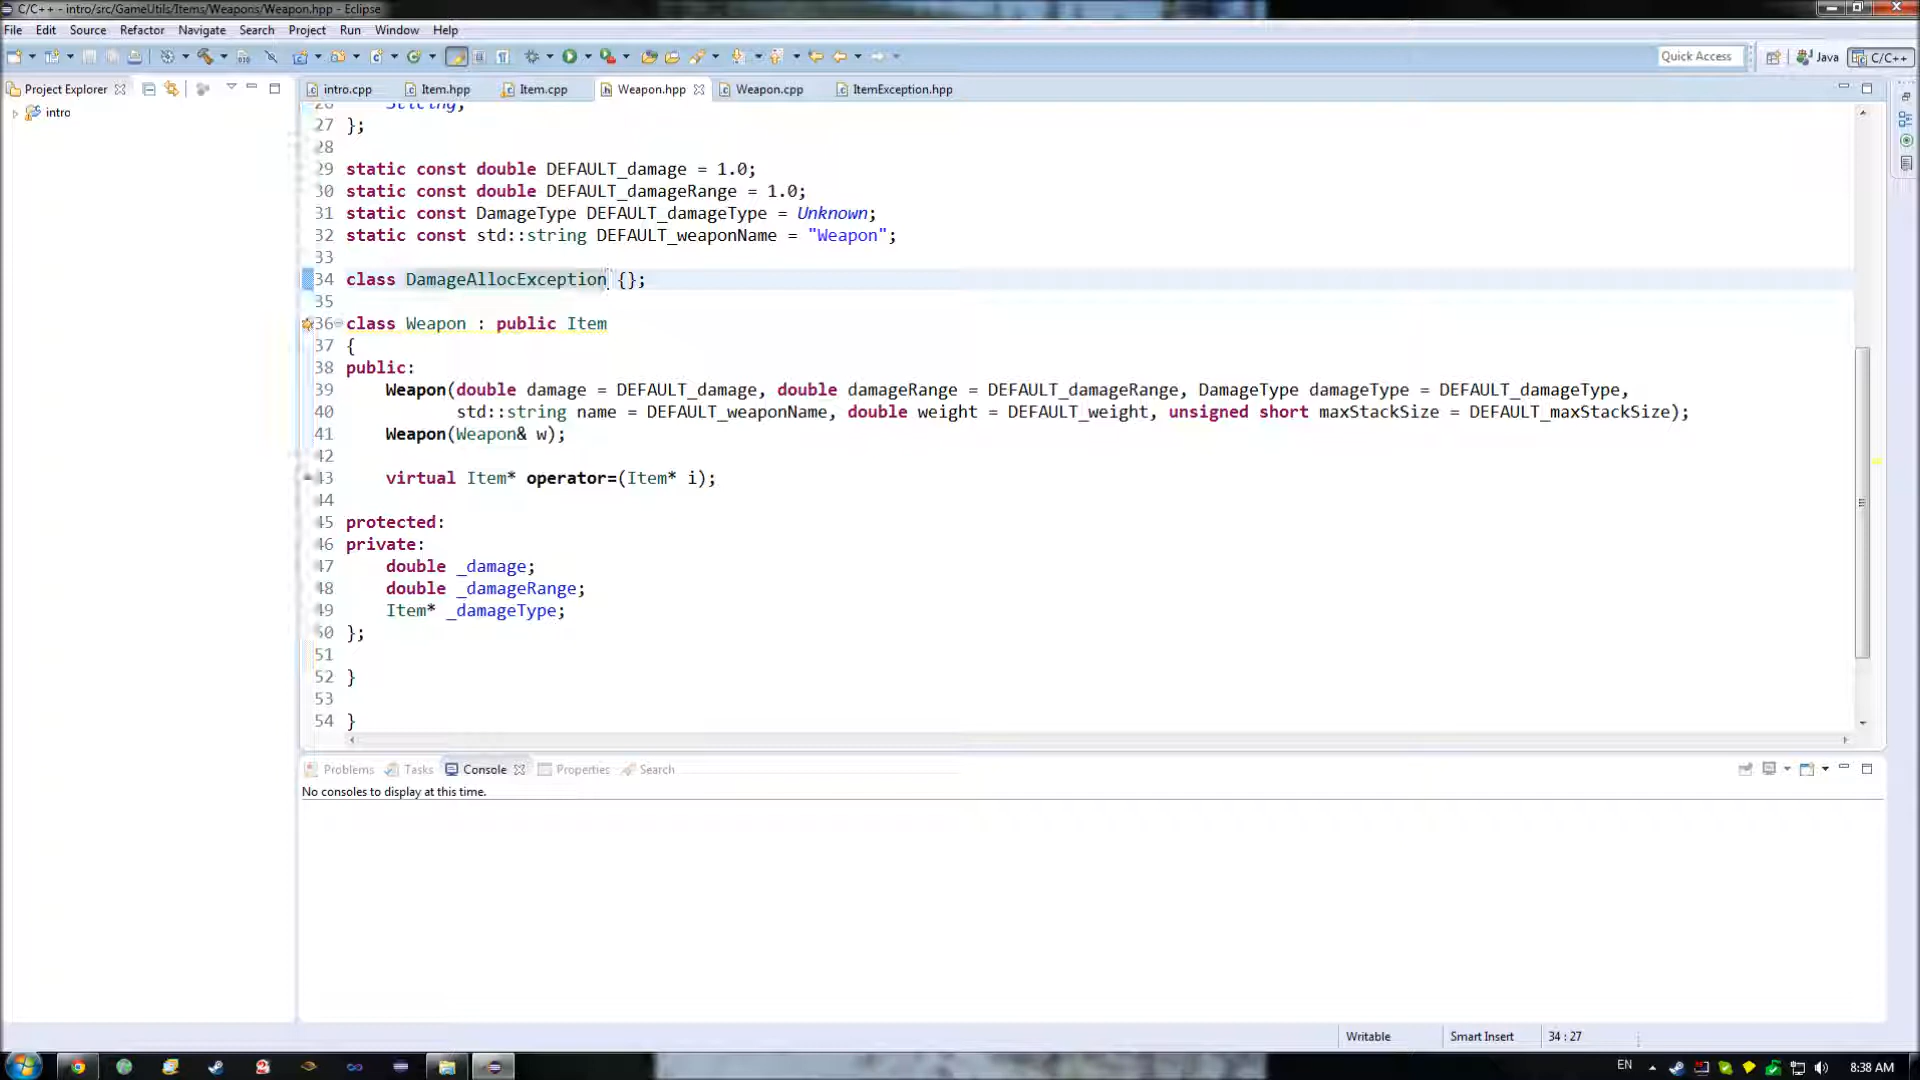 C/C++ - intro/src/GameUtils/Items/Weapons/Weapon.hpp - Eclipse
File Edit Source Refactor Navigate Search Project Run Window Help
Quick Access Java C/C++
Project Explorer intro.cpp Item.hpp Item.cpp Weapon.hpp Weapon.cpp ItemException.hpp
intro
26 Slicing,
27 };
28
29 static const double DEFAULT_damage = 1.0;
30 static const double DEFAULT_damageRange = 1.0;
31 static const DamageType DEFAULT_damageType = Unknown;
32 static const std::string DEFAULT_weaponName = "Weapon";
33
34 class DamageAllocException {};
35
36 class Weapon : public Item
37 {
38 public:
39 Weapon(double damage = DEFAULT_damage, double damageRange = DEFAULT_damageRange, DamageType damageType = DEFAULT_damageType,
40 std::string name = DEFAULT_weaponName, double weight = DEFAULT_weight, unsigned short maxStackSize = DEFAULT_maxStackSize);
41 Weapon(Weapon& w);
42
43 virtual Item* operator=(Item* i);
44
45 protected:
46 private:
47 double _damage;
48 double _damageRange;
49 Item* _damageType;
50 };
51
52 }
53
54 }
Problems Tasks Console Properties Search
No consoles to display at this time.
Writable Smart Insert 34 : 27
EN 8:38 AM